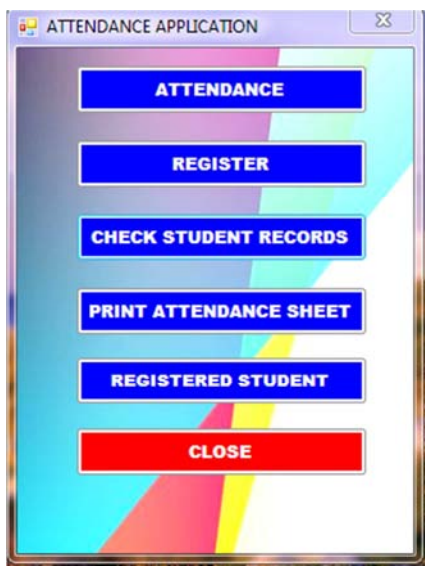 ATTENDANCE APPLICATION
ATTENDANCE
REGISTER
CHECK STUDENT RECORDS
PRINT ATTENDANCE SHEET
REGISTERED STUDENT
CLOSE